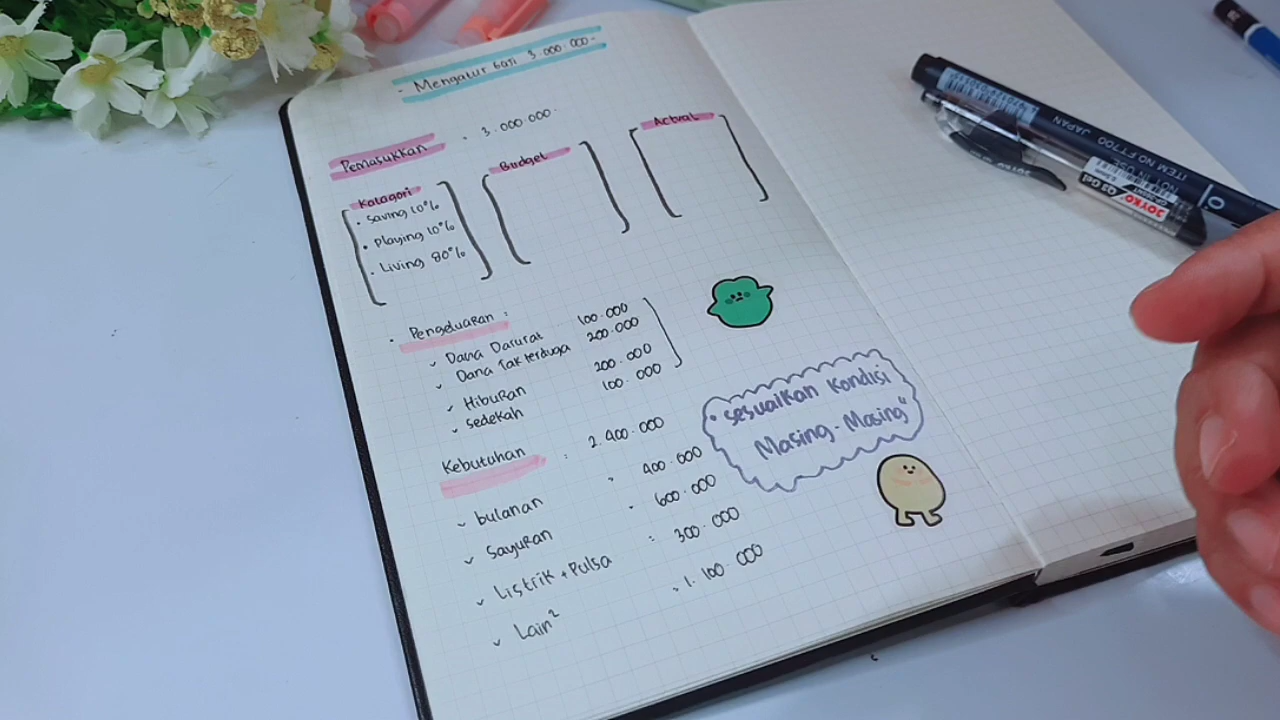 - Mengatur Gaji 3.000.000.-
Pemasukkan = 3.000.000.
Katagori
• Saving 10%
• Playing 10%
• Living 80%
Budget
Actual
• Pengeluaran :
✓ Dana Darurat 100.000
✓ Dana Tak terduga 200.000
✓ Hiburan 200.000
✓ Sedekah 100.000
Kebutuhan : 2.400.000
✓ bulanan : 400.000
✓ Sayuran : 600.000
✓ Listrik + Pulsa : 300.000
✓ Lain² : 1.100.000
"Sesuaikan Kondisi
Masing-Masing"
JAPAN
ITEM NO FT700
JOYKO